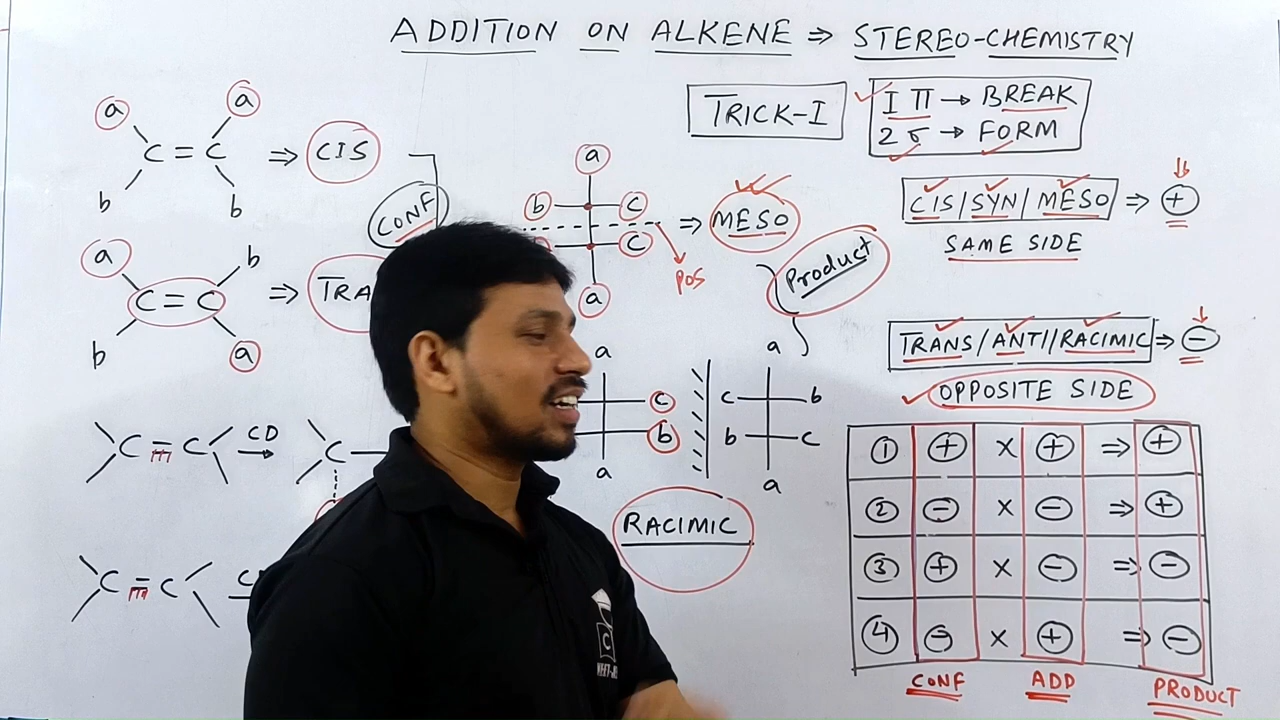 ADDITION ON ALKENE ⇒ STEREO-CHEMISTRY
TRICK-I
1 π → BREAK
2 σ → FORM
a a
C = C ⇒ CIS
b b
CONF
a b
C = C ⇒
b a
a
b c
c
a
⇒ MESO
POS
Product
CIS/SYN/MESO ⇒ +
SAME SIDE
TRANS/ANTI/RACIMIC ⇒ −
OPPOSITE SIDE
a
c
b
a
a
c b
b c
a
RACIMIC
C = C CD → C
C = C
① + × + ⇒ +
② − × − ⇒ +
③ + × − ⇒ −
④ − × + ⇒ −
CONF ADD PRODUCT